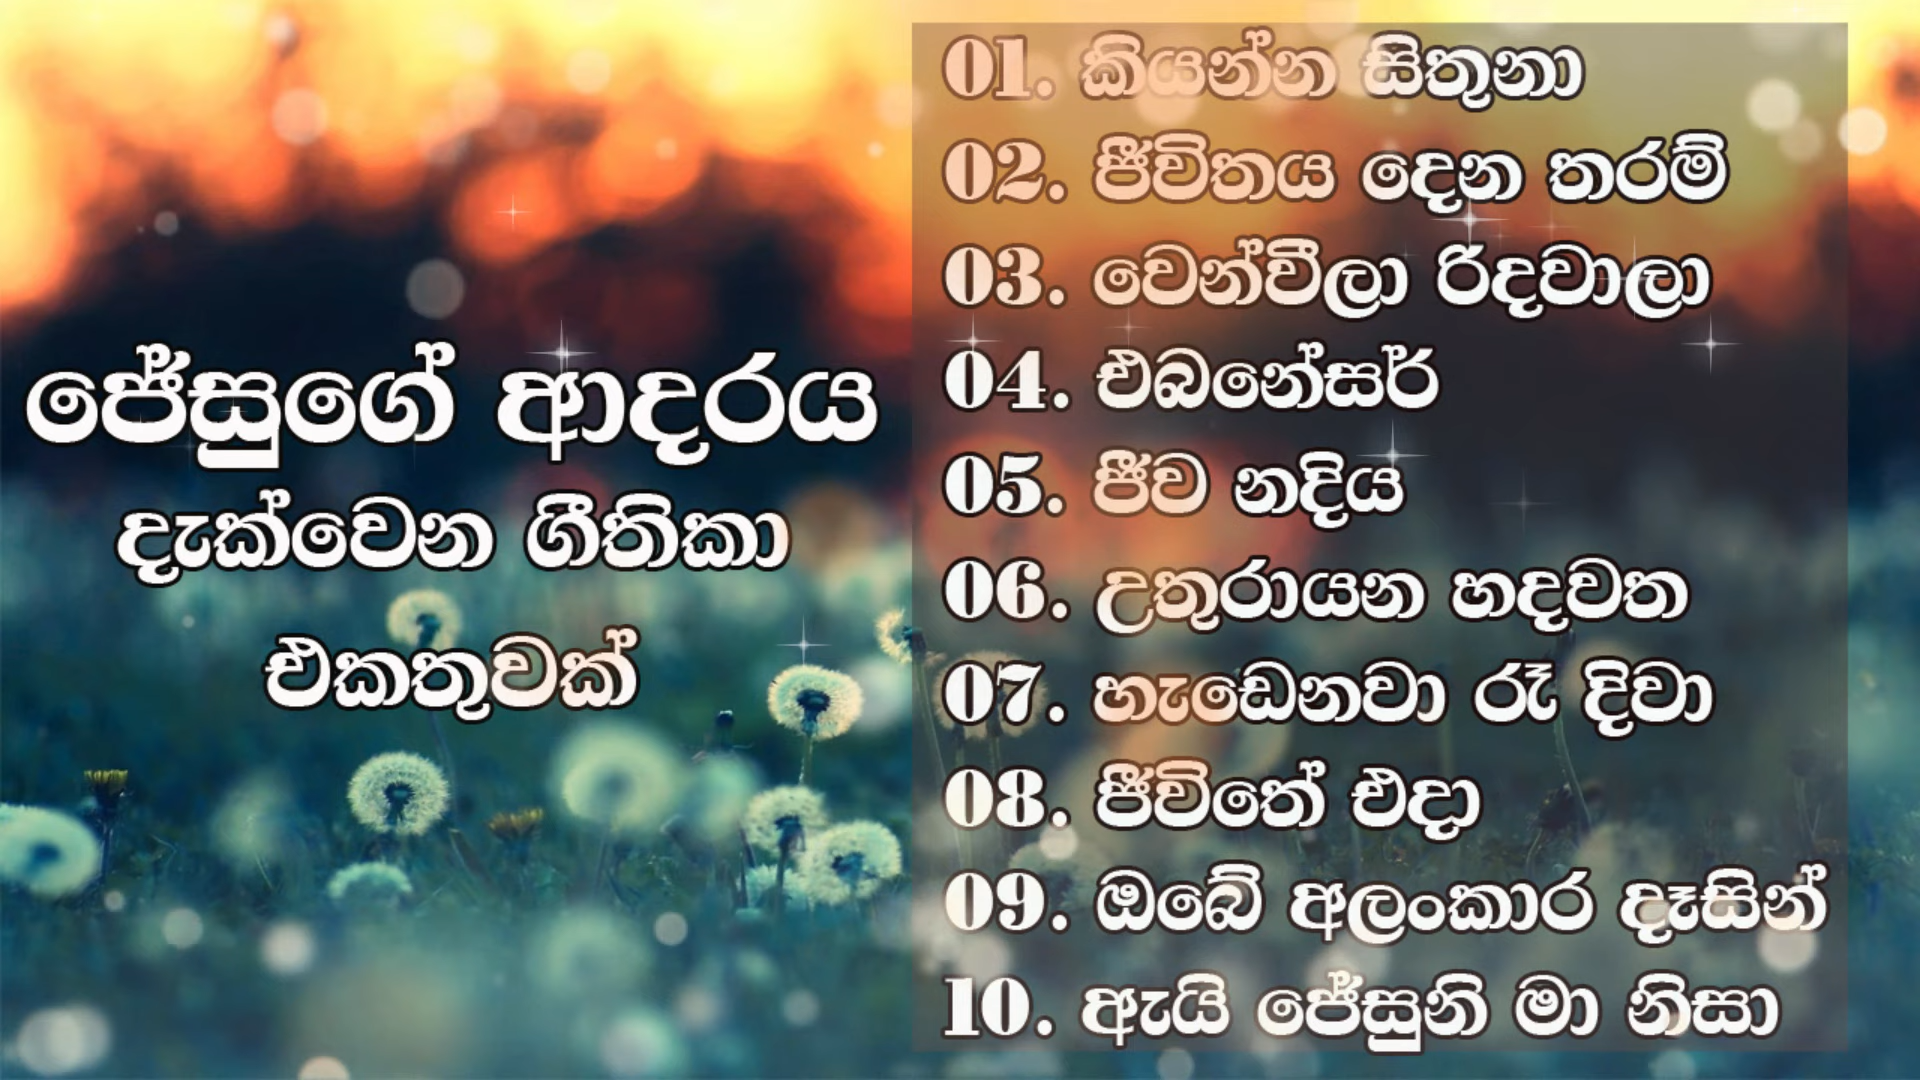 ජේසුගේ ආදරය
දැක්වෙන ගීතිකා
එකතුවක්
01. කියන්න සිතුනා
02. ජීවිතය දෙන තරම්
03. වෙන්වීලා රිදවාලා
04. එබනේසර්
05. ජීව නදිය
06. උතුරායන හදවත
07. හැඬෙනවා රෑ දිවා
08. ජීවිතේ එදා
09. ඔබේ අලංකාර දෑසින්
10. ඇයි ජේසුනි මා නිසා